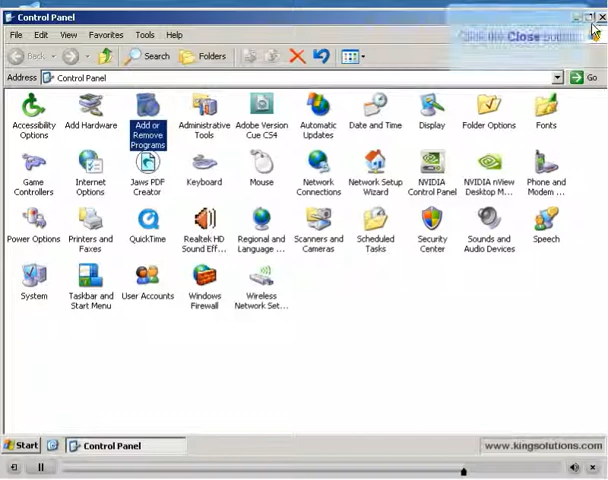 Control Panel
Click the Close button
File Edit View Favorites Tools Help
Back Search Folders
Address Control Panel Go
Accessibility Options
Add Hardware
Add or Remove Programs
Administrative Tools
Adobe Version Cue CS4
Automatic Updates
Date and Time
Display
Folder Options
Fonts
Game Controllers
Internet Options
Jaws PDF Creator
Keyboard
Mouse
Network Connections
Network Setup Wizard
NVIDIA Control Panel
NVIDIA nView Desktop M...
Phone and Modem ...
Power Options
Printers and Faxes
QuickTime
Realtek HD Sound Eff...
Regional and Language ...
Scanners and Cameras
Scheduled Tasks
Security Center
Sounds and Audio Devices
Speech
System
Taskbar and Start Menu
User Accounts
Windows Firewall
Wireless Network Set...
Start Control Panel www.kingsolutions.com